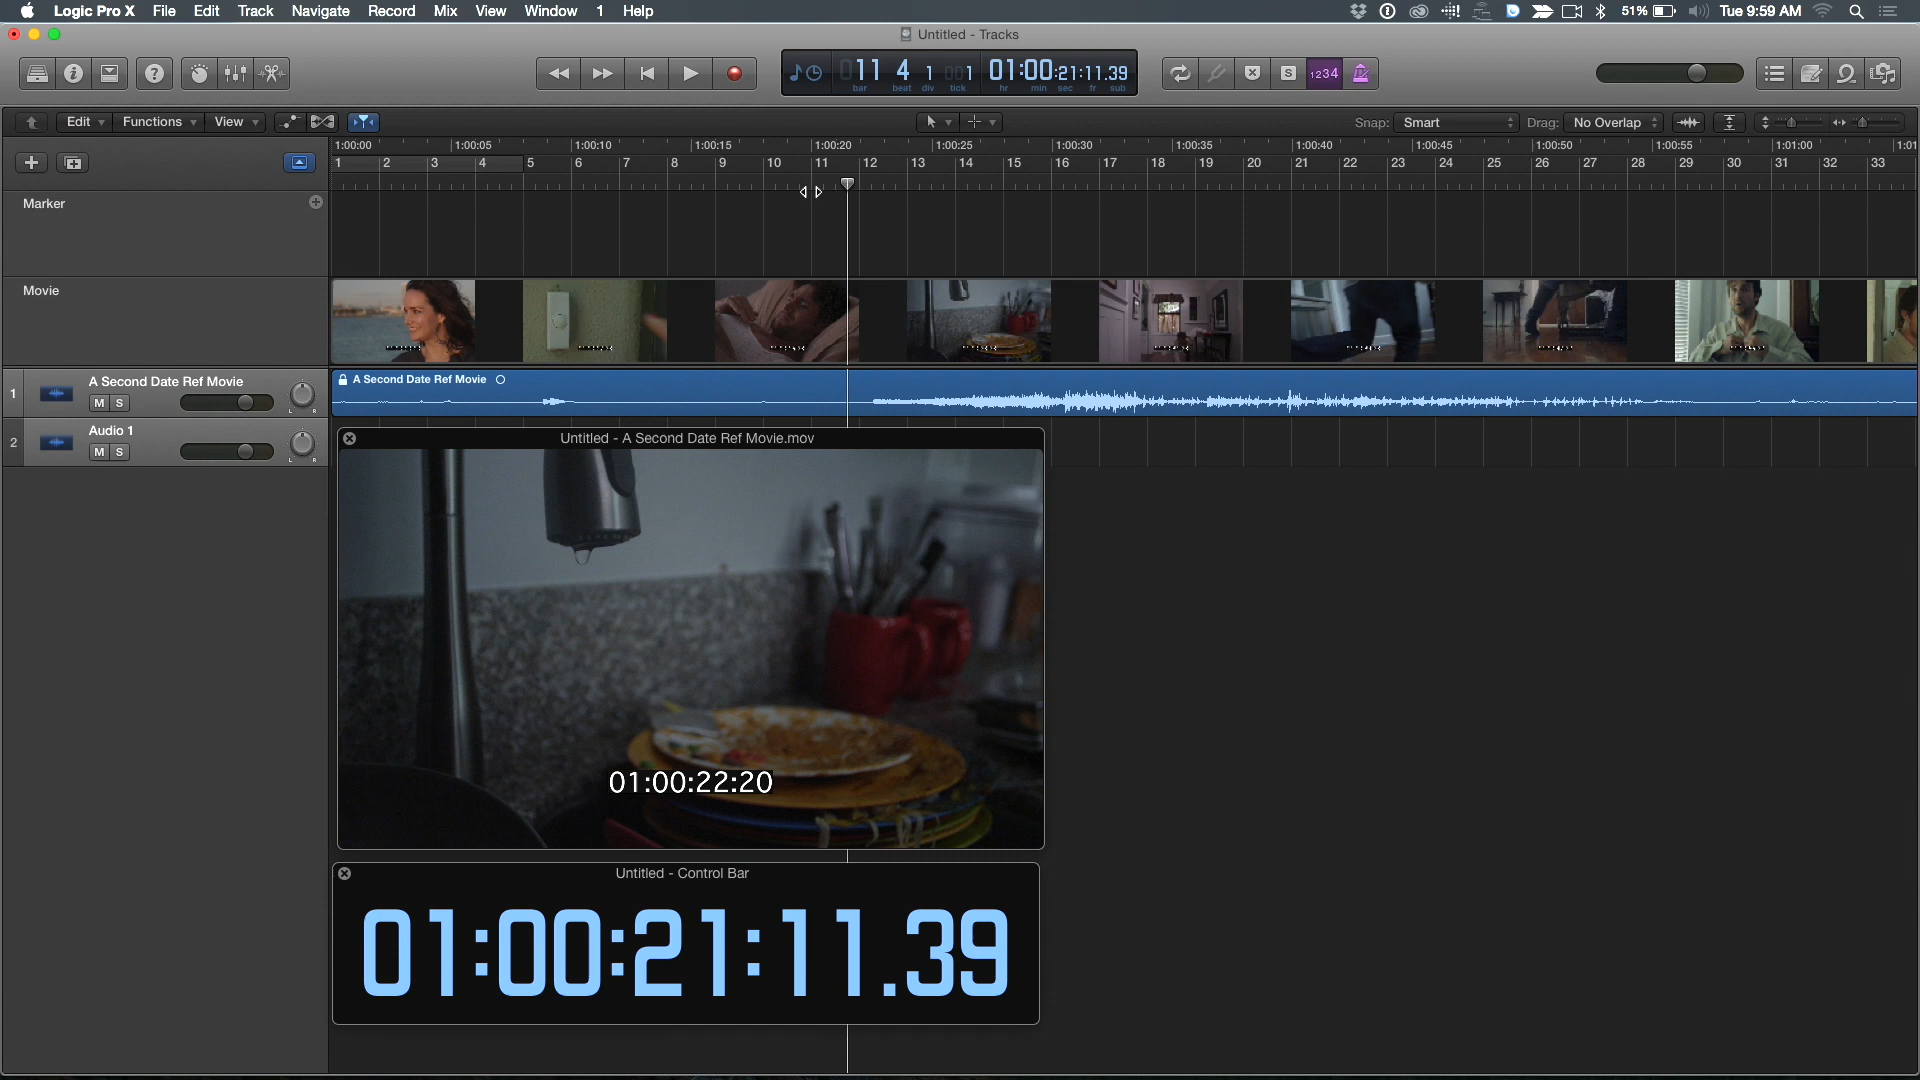 Logic Pro X File Edit Track Navigate Record Mix View Window 1 Help 51% Tue 9:59 AM
Untitled - Tracks
11 4 1 001 01:00:21:11.39
bar beat div tick hr min sec fr sub
S 1234
Edit Functions View Snap: Smart Drag: No Overlap
1:00:00 1:00:05 1:00:10 1:00:15 1:00:20 1:00:25 1:00:30 1:00:35 1:00:40 1:00:45 1:00:50 1:00:55 1:01:00 1:01
1 2 3 4 5 6 7 8 9 10 11 12 13 14 15 16 17 18 19 20 21 22 23 24 25 26 27 28 29 30 31 32 33
Marker
Movie
1 A Second Date Ref Movie
M S L R
A Second Date Ref Movie
2 Audio 1
M S L R
Untitled - A Second Date Ref Movie.mov
01:00:22:20
Untitled - Control Bar
01:00:21:11.39